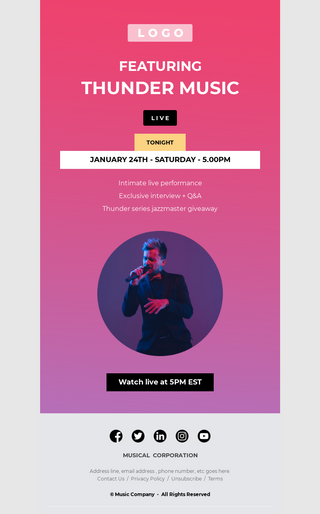 LOGO
FEATURING
THUNDER MUSIC
LIVE
TONIGHT
JANUARY 24TH - SATURDAY - 5.00PM
Intimate live performance
Exclusive interview + Q&A
Thunder series jazzmaster giveaway
Watch live at 5PM EST
MUSICAL CORPORATION
Address line, email address , phone number, etc goes here
Contact Us / Privacy Policy / Unsubscribe / Terms
© Music Company - All Rights Reserved